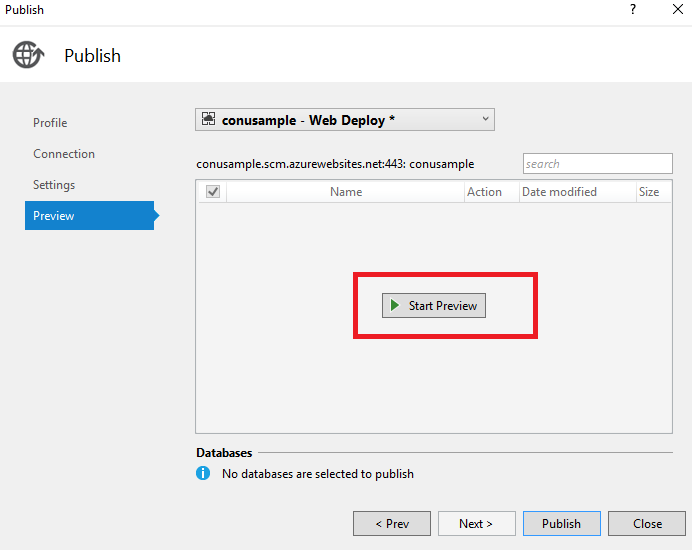 Publish
?
Publish
Profile
Connection
Settings
Preview
conusample - Web Deploy *
conusample.scm.azurewebsites.net:443: conusample
search
Name Action Date modified Size
Start Preview
Databases
No databases are selected to publish
< Prev Next > Publish Close